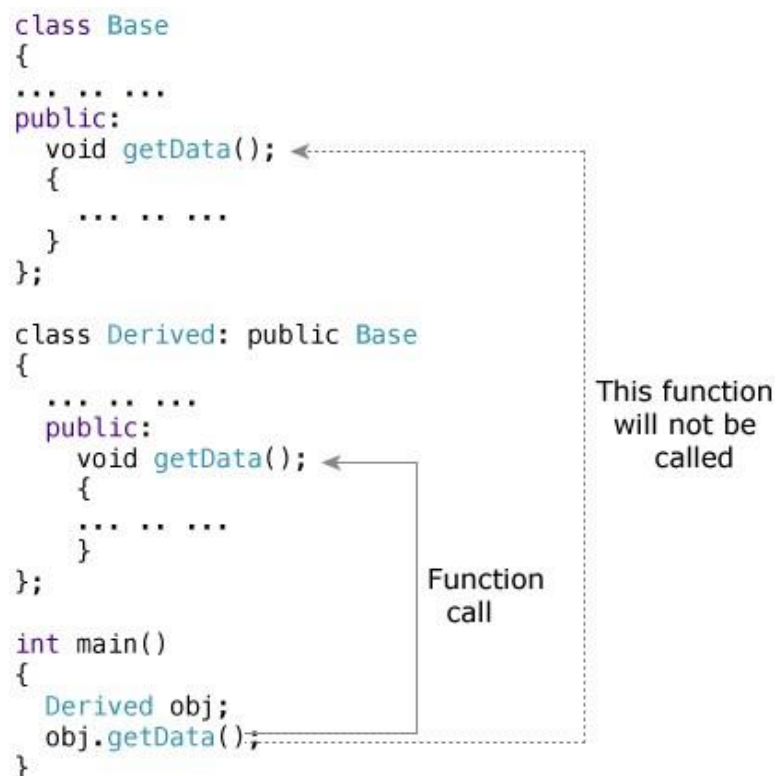 class Base
{
... .. ...
public:
void getData();
{
... .. ...
}
};
class Derived: public Base
{
... .. ...
public:
void getData();
{
... .. ...
}
};
int main()
{
Derived obj;
obj.getData();
}
This function
will not be
called
Function
call